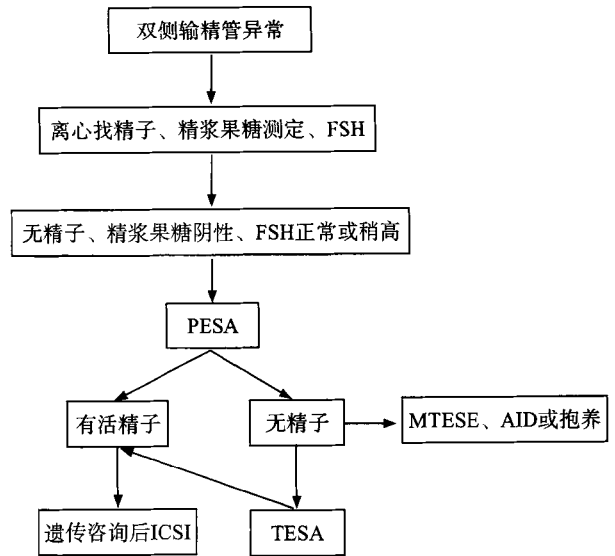 双侧输精管异常
离心找精子、精浆果糖测定、FSH
无精子、精浆果糖阴性、FSH正常或稍高
PESA
有活精子
无精子
MTESE、AID或抱养
遗传咨询后ICSI
TESA